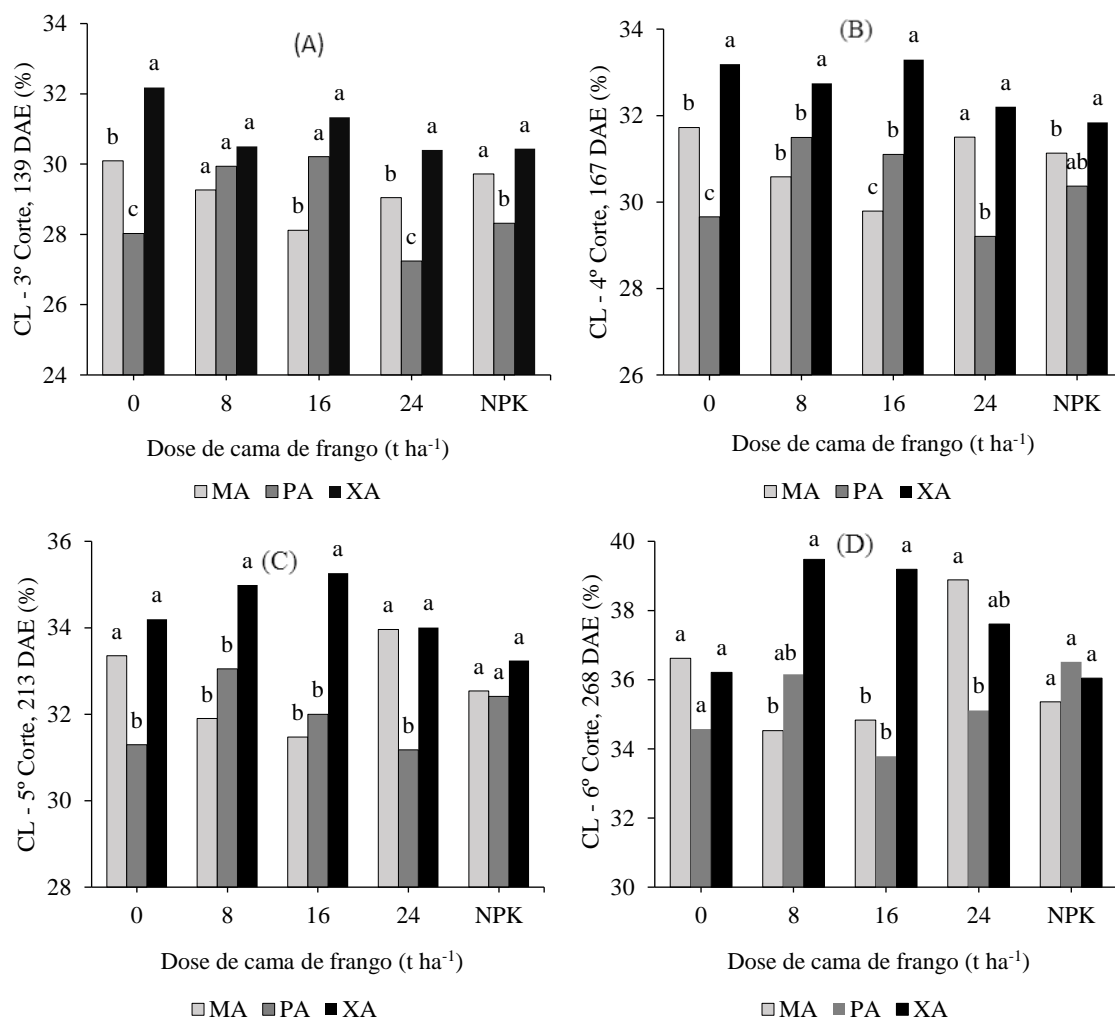 (A)
CL - 3º Corte, 139 DAE (%)
34
32
30
28
26
24
b c a
a a a
b a a
b c a
a b a
0 8 16 24 NPK
Dose de cama de frango (t ha⁻¹)
MA PA XA
(B)
CL - 4º Corte, 167 DAE (%)
34
32
30
28
26
b c a
b b a
c b a
a b a
b ab a
0 8 16 24 NPK
Dose de cama de frango (t ha⁻¹)
MA PA XA
(C)
CL - 5º Corte, 213 DAE (%)
36
34
32
30
28
a b a
b b a
b b a
a b a
a a a
0 8 16 24 NPK
Dose de cama de frango (t ha⁻¹)
MA PA XA
(D)
CL - 6º Corte, 268 DAE (%)
40
38
36
34
32
30
a a a
b ab a
b b a
a b ab
a a a
0 8 16 24 NPK
Dose de cama de frango (t ha⁻¹)
MA PA XA